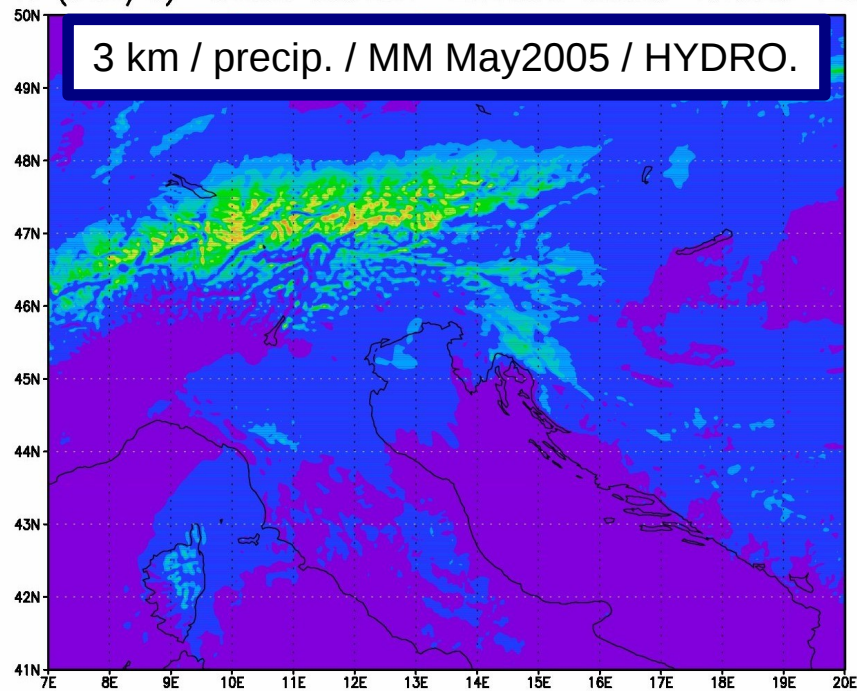 3 km / precip. / MM May2005 / HYDRO.
50N
49N
48N
47N
46N
45N
44N
43N
42N
41N
7E 8E 9E 10E 11E 12E 13E 14E 15E 16E 17E 18E 19E 20E